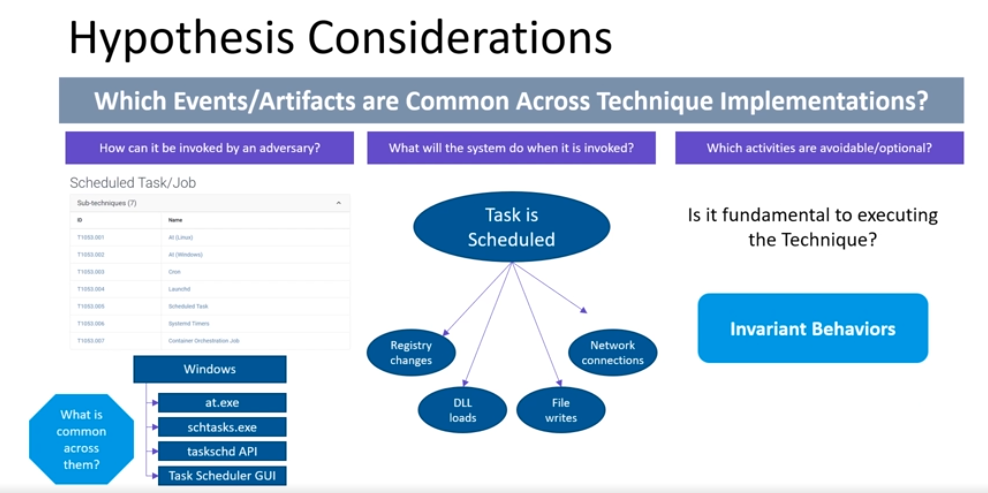 Hypothesis Considerations
Which Events/Artifacts are Common Across Technique Implementations?
How can it be invoked by an adversary?
Scheduled Task/Job
Sub-techniques (7)
ID Name
T1053.001 At (Linux)
T1053.002 At (Windows)
T1053.003 Cron
T1053.004 Launchd
T1053.005 Scheduled Task
T1053.006 Systemd Timers
T1053.007 Container Orchestration Job
Windows
at.exe
schtasks.exe
taskschd API
Task Scheduler GUI
What is
common
across
them?
What will the system do when it is invoked?
Task is
Scheduled
Registry
changes
DLL
loads
File
writes
Network
connections
Which activities are avoidable/optional?
Is it fundamental to executing
the Technique?
Invariant Behaviors